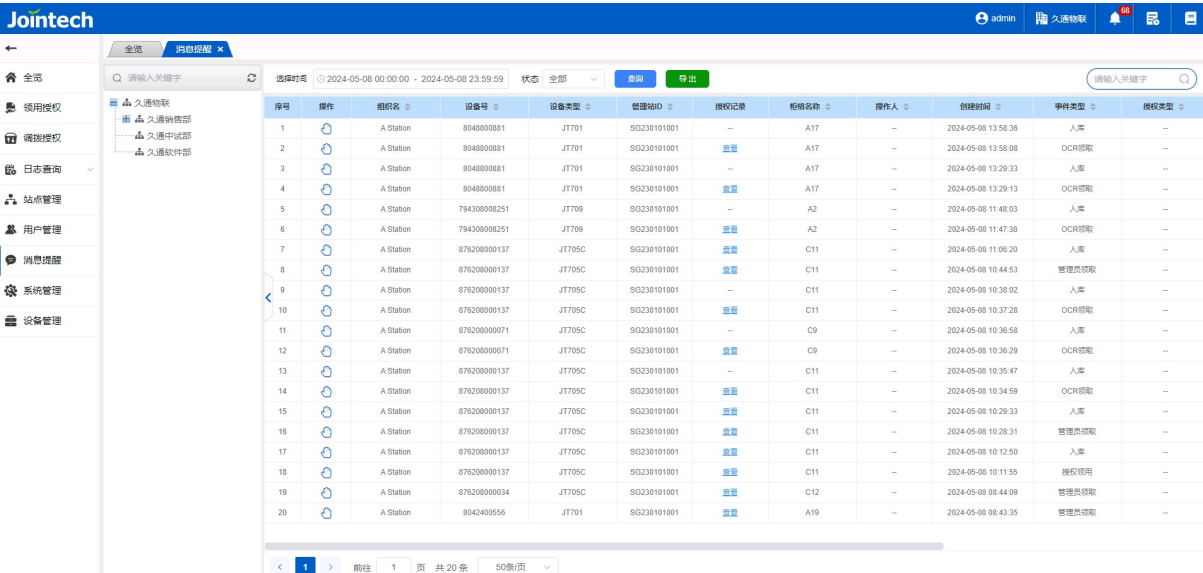 Jointech admin 久通物联 68
全览 消息提醒 ×
全览
领用授权
调拨授权
日志查询
站点管理
用户管理
消息提醒
系统管理
设备管理
请输入关键字
久通物联
久通销售部
久通中试部
久通软件部
选择时间 2024-05-08 00:00:00 - 2024-05-08 23:59:59 状态 全部 查询 导出 请输入关键字
序号 操作 组织名 设备号 设备类型 管理站ID 授权记录 柜格名称 操作人 创建时间 事件类型 授权类型
1 A Station 8048800881 JT701 SG230101001 -- A17 -- 2024-05-08 13:58:36 入库 --
2 A Station 8048800881 JT701 SG230101001 查看 A17 -- 2024-05-08 13:58:08 OCR领取 --
3 A Station 8048800881 JT701 SG230101001 -- A17 -- 2024-05-08 13:29:33 入库 --
4 A Station 8048800881 JT701 SG230101001 查看 A17 -- 2024-05-08 13:29:13 OCR领取 --
5 A Station 794308008251 JT709 SG230101001 -- A2 -- 2024-05-08 11:48:03 入库 --
6 A Station 794308008251 JT709 SG230101001 查看 A2 -- 2024-05-08 11:47:38 OCR领取 --
7 A Station 876208000137 JT705C SG230101001 查看 C11 -- 2024-05-08 11:06:20 入库 --
8 A Station 876208000137 JT705C SG230101001 查看 C11 -- 2024-05-08 10:44:53 管理员领取 --
9 A Station 876208000137 JT705C SG230101001 -- C11 -- 2024-05-08 10:38:02 入库 --
10 A Station 876208000137 JT705C SG230101001 查看 C11 -- 2024-05-08 10:37:28 OCR领取 --
11 A Station 876208000071 JT705C SG230101001 -- C9 -- 2024-05-08 10:36:58 入库 --
12 A Station 876208000071 JT705C SG230101001 查看 C9 -- 2024-05-08 10:36:29 OCR领取 --
13 A Station 876208000137 JT705C SG230101001 -- C11 -- 2024-05-08 10:35:47 入库 --
14 A Station 876208000137 JT705C SG230101001 查看 C11 -- 2024-05-08 10:34:59 OCR领取 --
15 A Station 876208000137 JT705C SG230101001 查看 C11 -- 2024-05-08 10:29:33 入库 --
16 A Station 876208000137 JT705C SG230101001 查看 C11 -- 2024-05-08 10:28:31 管理员领取 --
17 A Station 876208000137 JT705C SG230101001 查看 C11 -- 2024-05-08 10:12:50 入库 --
18 A Station 876208000137 JT705C SG230101001 查看 C11 -- 2024-05-08 10:11:55 授权领用 --
19 A Station 876208000034 JT705C SG230101001 查看 C12 -- 2024-05-08 08:44:09 管理员领取 --
20 A Station 8042400556 JT701 SG230101001 查看 A19 -- 2024-05-08 08:43:35 管理员领取 --
1 前往 1 页 共 20 条 50条/页